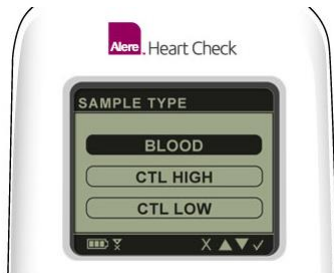 Alere Heart Check
SAMPLE TYPE
BLOOD
CTL HIGH
CTL LOW
X ▲▼ ✓